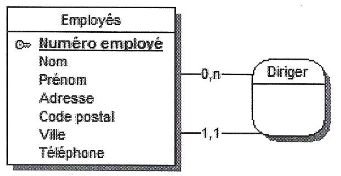 Employés
Numéro employé
Nom
Prénom
Adresse
Code postal
Ville
Téléphone
0,n
1,1
Diriger